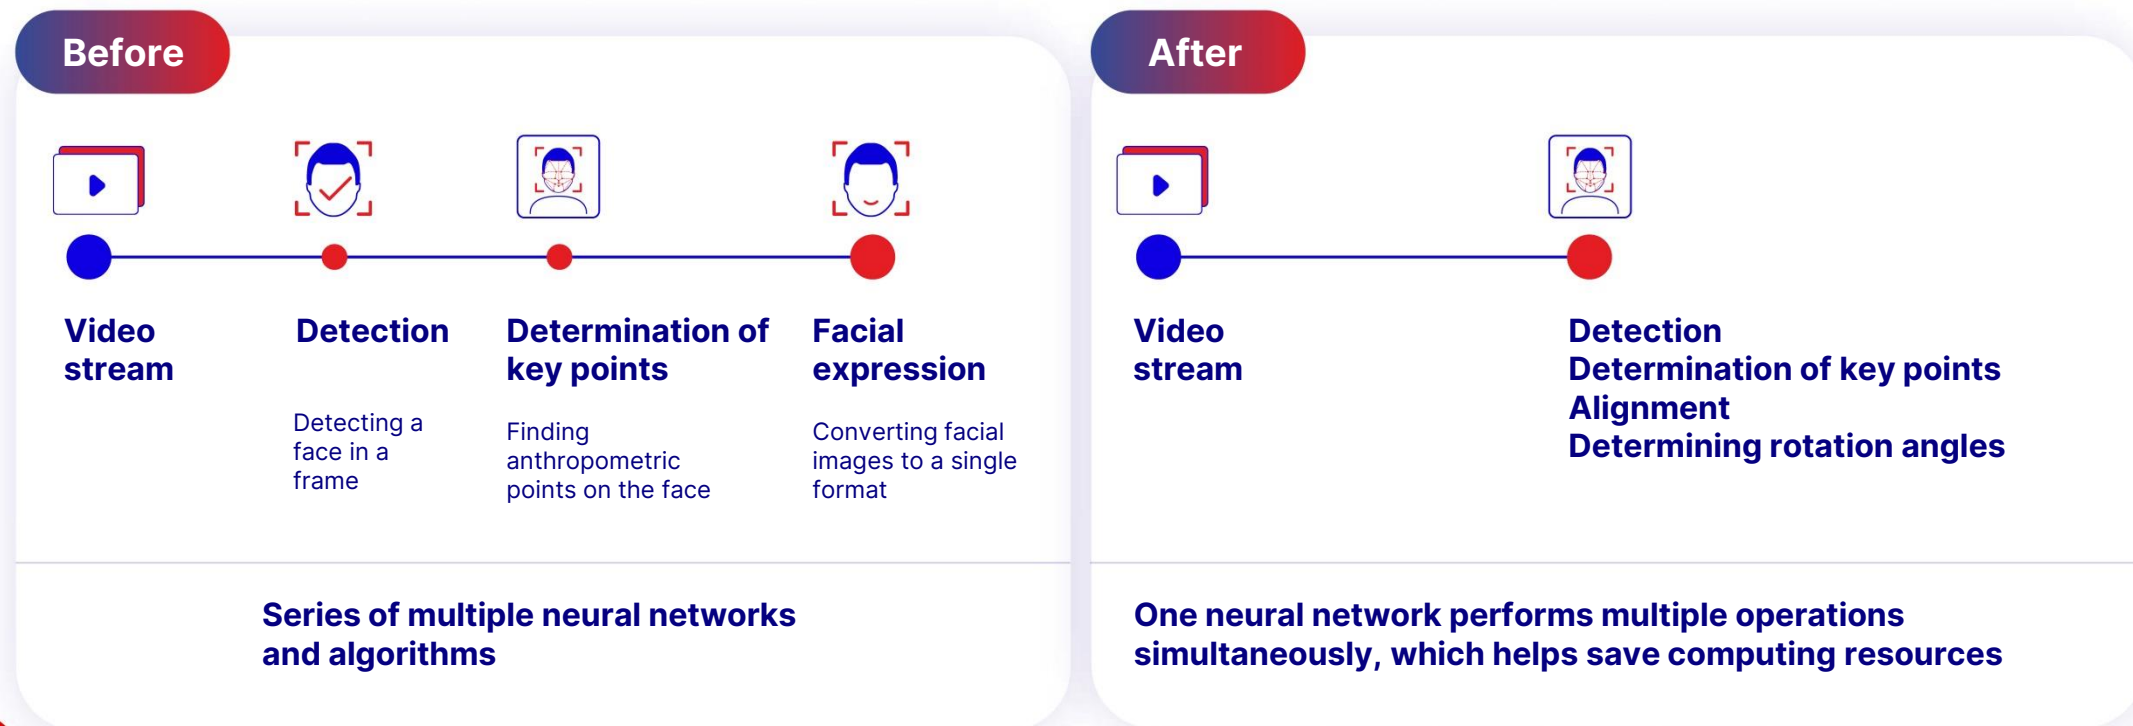 Before
Video
stream
Detection
Detecting a
face in a
frame
Determination of
key points
Finding
anthropometric
points on the face
Facial
expression
Converting facial
images to a single
format
Series of multiple neural networks
and algorithms
After
Video
stream
Detection
Determination of key points
Alignment
Determining rotation angles
One neural network performs multiple operations
simultaneously, which helps save computing resources